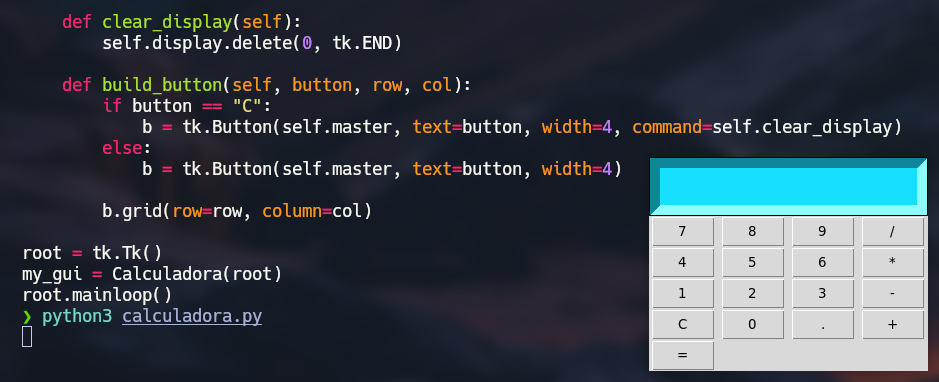 def clear_display(self):
        self.display.delete(0, tk.END)

    def build_button(self, button, row, col):
        if button == "C":
            b = tk.Button(self.master, text=button, width=4, command=self.clear_display)
        else:
            b = tk.Button(self.master, text=button, width=4)

        b.grid(row=row, column=col)

root = tk.Tk()
my_gui = Calculadora(root)
root.mainloop()
❯ python3 calculadora.py
7 8 9 /
4 5 6 *
1 2 3 -
C 0 . +
=